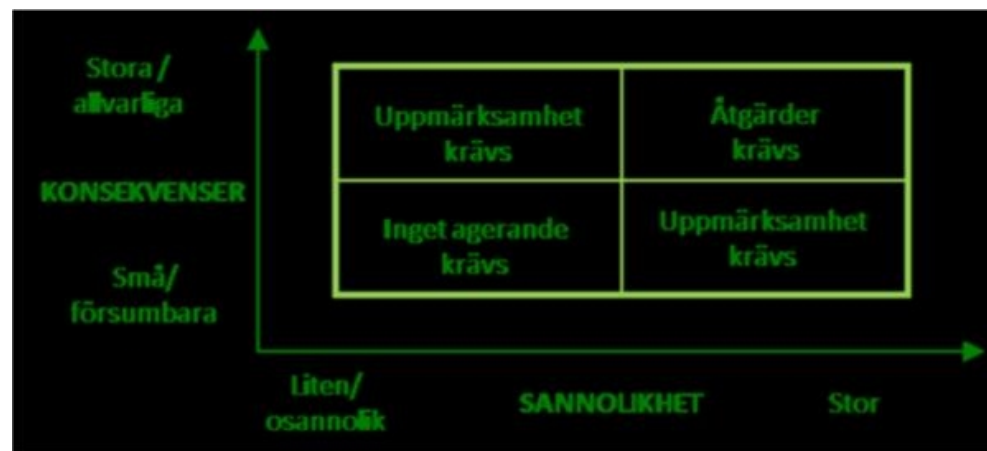 Stora /
allvarliga
Uppmärksamhet
krävs
Åtgärder
krävs
KONSEKVENSER
Inget agerande
krävs
Uppmärksamhet
krävs
Små/
försumbara
Liten/
osannolik
SANNOLIKHET
Stor